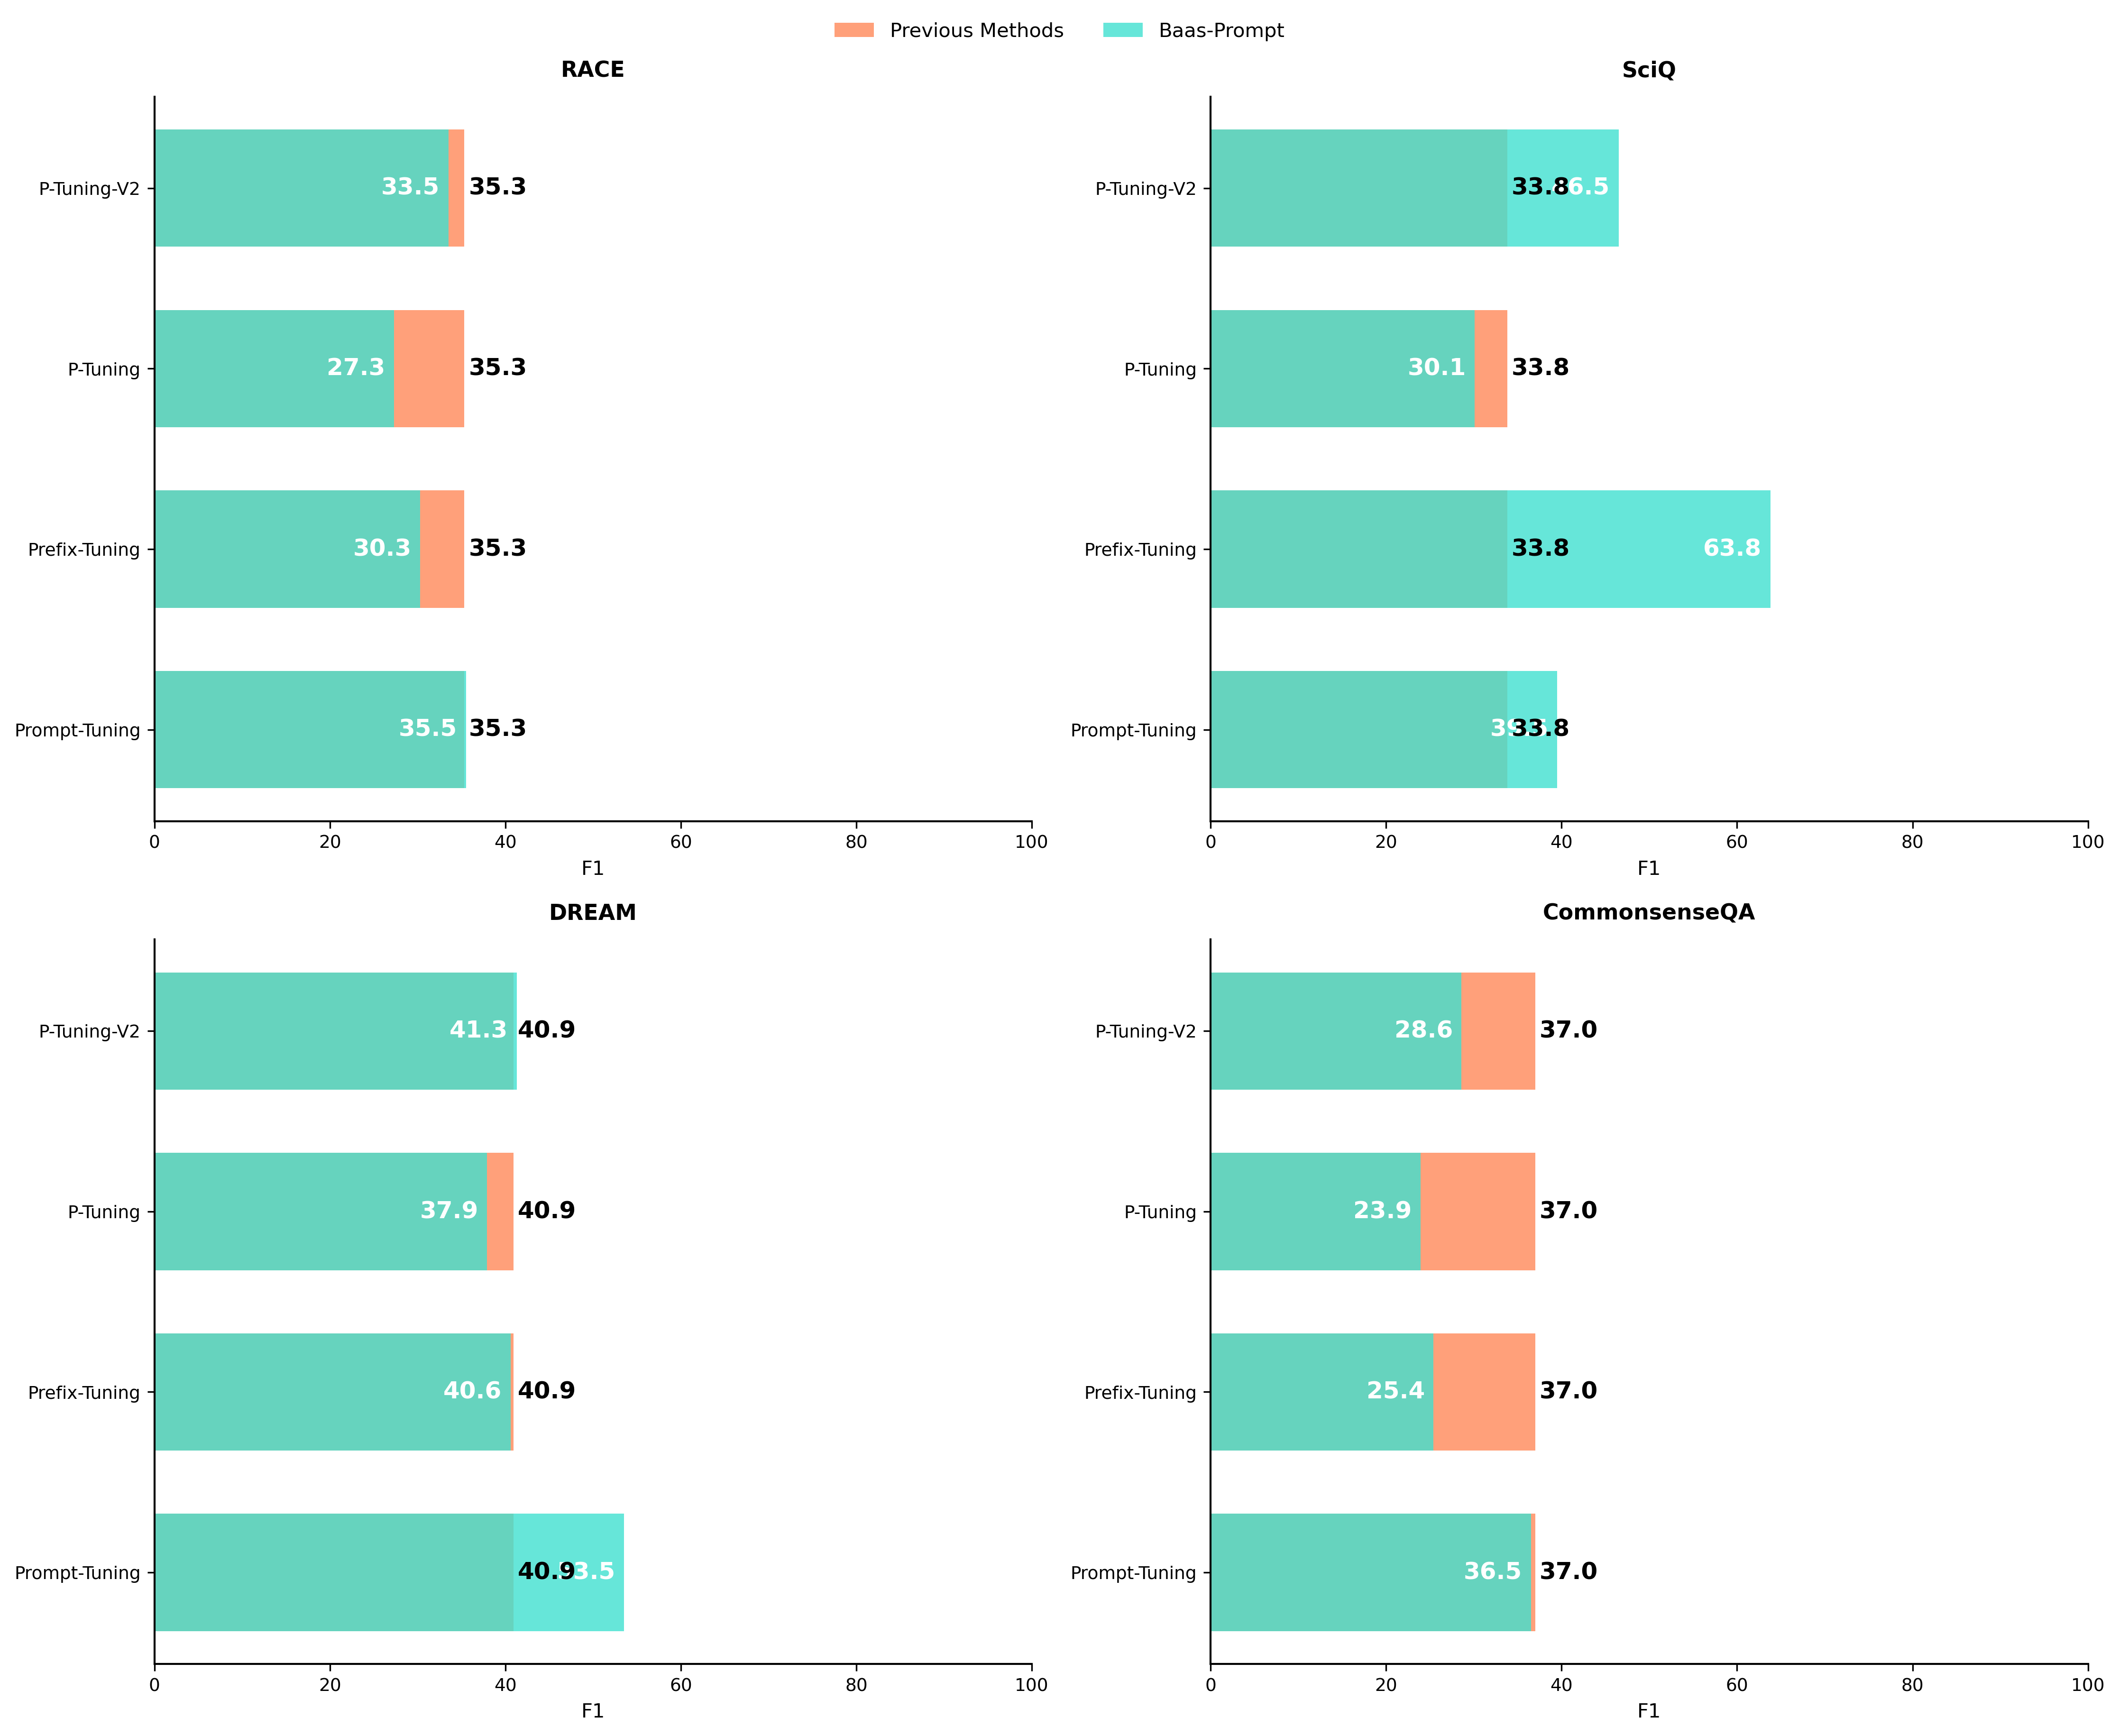 Previous Methods Baas-Prompt
RACE
P-Tuning-V2 33.5 35.3
P-Tuning 27.3 35.3
Prefix-Tuning 30.3 35.3
Prompt-Tuning 35.5 35.3
0 20 40 60 80 100
F1
SciQ
P-Tuning-V2 33.8 6.5
P-Tuning 30.1 33.8
Prefix-Tuning 33.8 63.8
Prompt-Tuning 33.8
0 20 40 60 80 100
F1
DREAM
P-Tuning-V2 41.3 40.9
P-Tuning 37.9 40.9
Prefix-Tuning 40.6 40.9
Prompt-Tuning 40.9 3.5
0 20 40 60 80 100
F1
CommonsenseQA
P-Tuning-V2 28.6 37.0
P-Tuning 23.9 37.0
Prefix-Tuning 25.4 37.0
Prompt-Tuning 36.5 37.0
0 20 40 60 80 100
F1